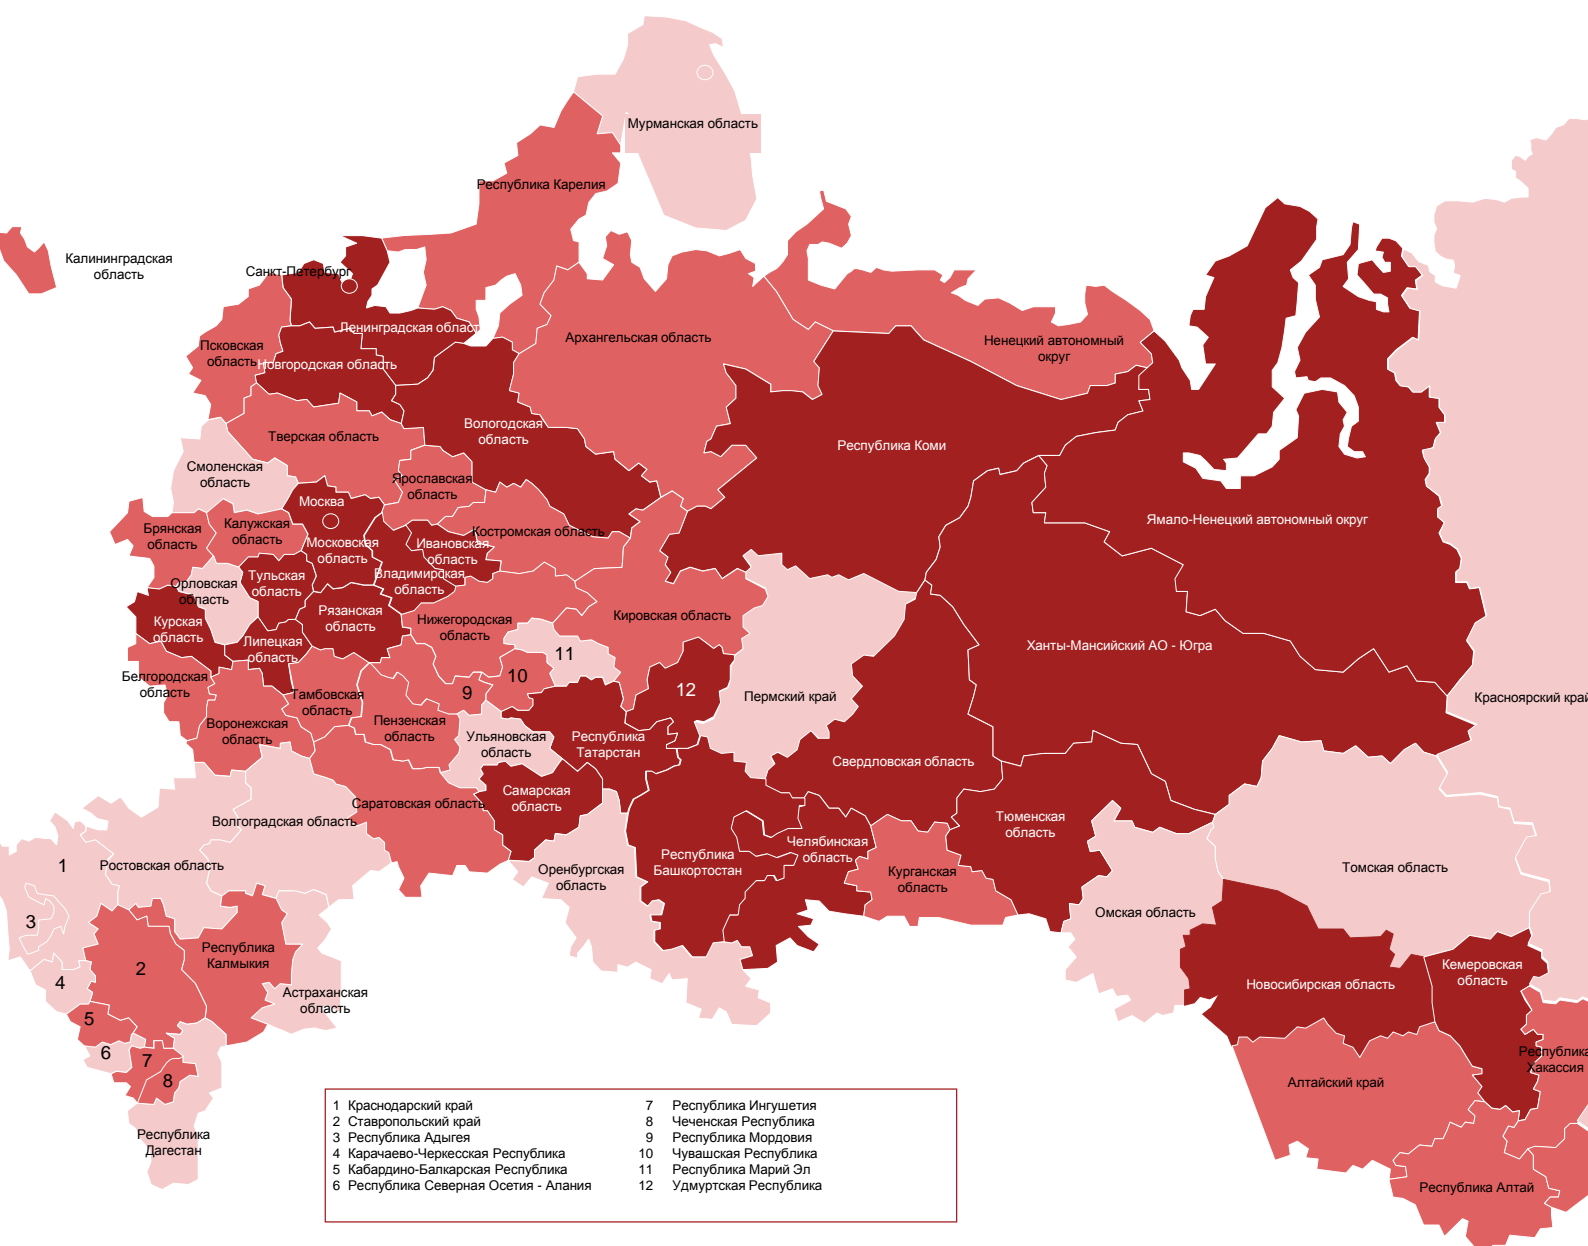 Мурманская область
Республика Карелия
Калининградская
область
Санкт-Петербург
Ленинградская област
Псковская
область
Новгородская область
Архангельская область
Ненецкий автономный
округ
Вологодская
область
Республика Коми
Тверская область
Смоленская
область
Ярославская
область
Москва
Ямало-Ненецкий автономный округ
Брянская
область
Калужская
область
Московская
область
Ивановская
область
Костромская область
Владимирская
область
Тульская
область
Орловская
область
Рязанская
область
Курская
область
Липецкая
область
Нижегородская
область
Кировская область
Ханты-Мансийский АО - Югра
11
10
9
12
Белгородская
область
Тамбовская
область
Пермский край
Красноярский край
Воронежская
область
Пензенская
область
Ульяновская
область
Республика
Татарстан
Свердловская область
Самарская
область
Саратовская область
Волгоградская область
Тюменская
область
Челябинская
область
Республика
Башкортостан
1
Ростовская область
Оренбургская
область
Курганская
область
Томская область
Омская область
3
Республика
Калмыкия
2
4
Астраханская
область
Новосибирская область
Кемеровская
область
5
6
7
8
Республика
Хакассия
Алтайский край
Республика
Дагестан
Республика Алтай
1 Краснодарский край
2 Ставропольский край
3 Республика Адыгея
4 Карачаево-Черкесская Республика
5 Кабардино-Балкарская Республика
6 Республика Северная Осетия - Алания
7 Республика Ингушетия
8 Чеченская Республика
9 Республика Мордовия
10 Чувашская Республика
11 Республика Марий Эл
12 Удмуртская Республика